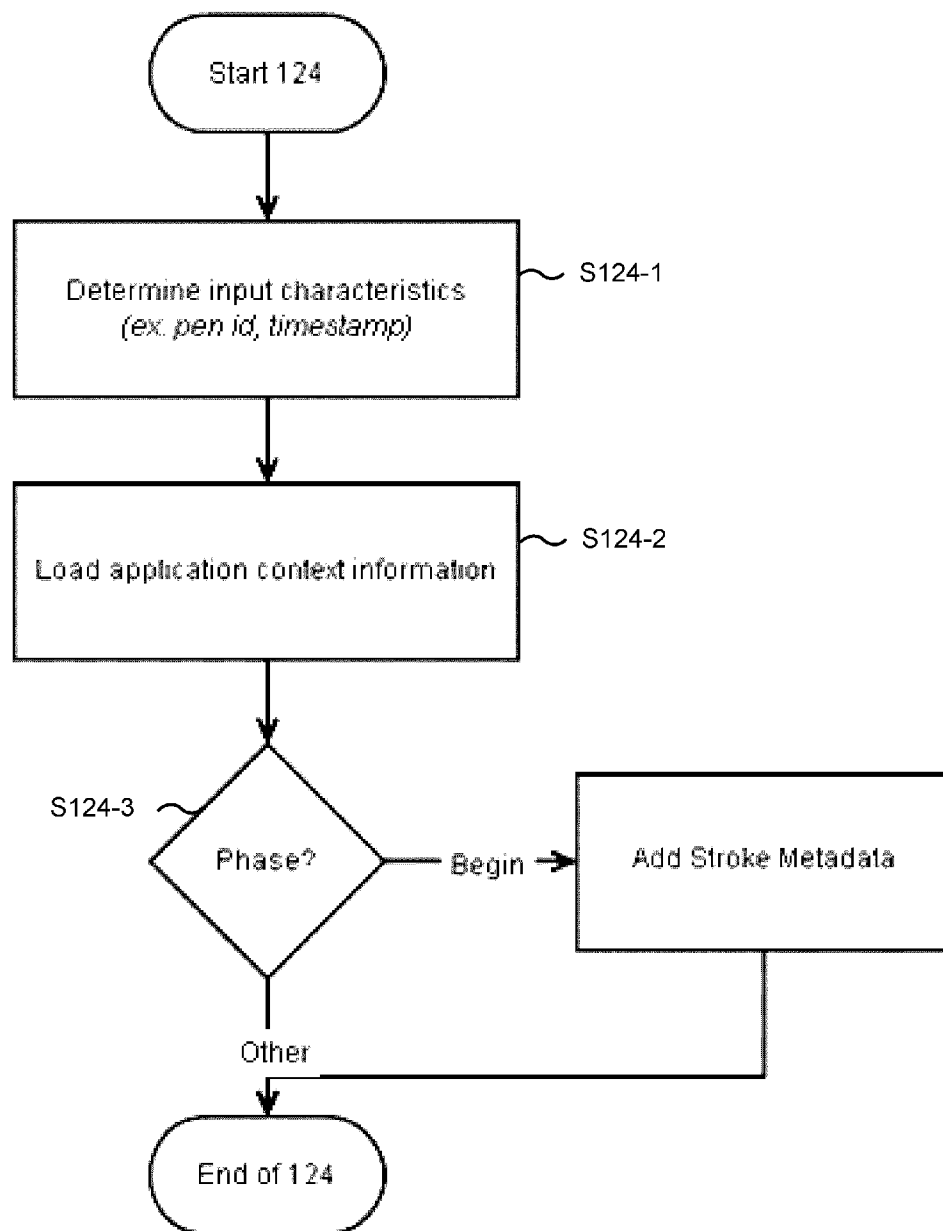 Start 124
Determine input characteristics
(ex. pen id, timestamp)
S124-1
Load application context information
S124-2
S124-3
Phase?
Begin
Add Stroke Metadata
Other
End of 124